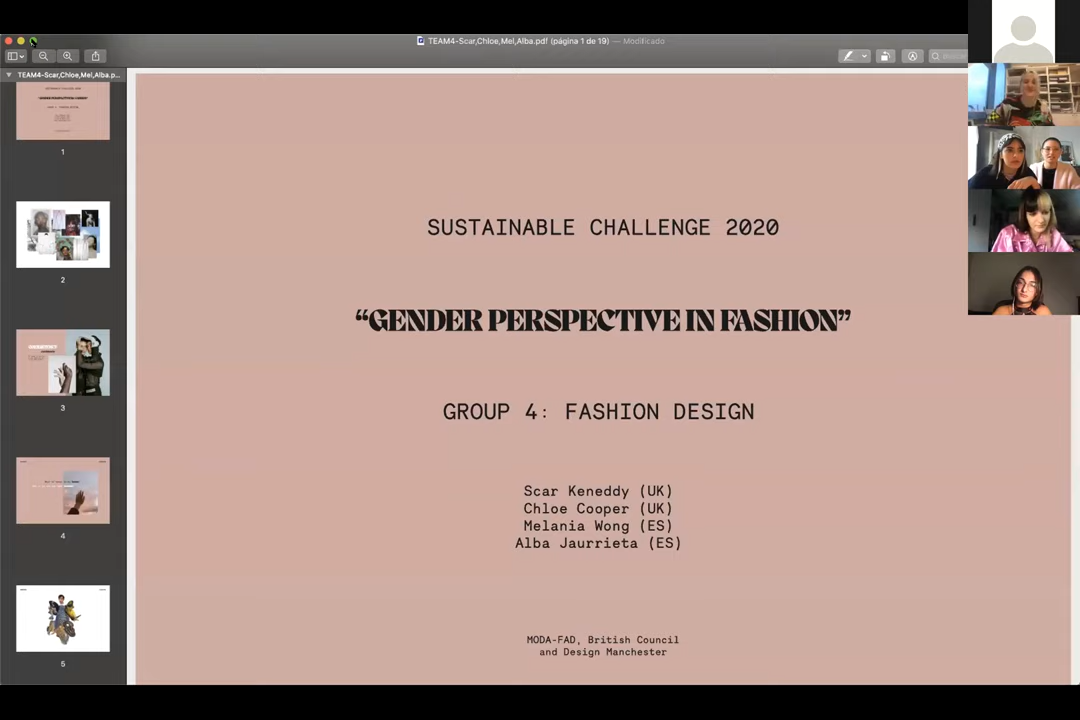 TEAM4-Scar,Chloe,Mel,Alba.pdf (página 1 de 19) — Modificado
TEAM4-Scar,Chloe,Mel,Alba.p...
1
2
3
4
5
SUSTAINABLE CHALLENGE 2020
“GENDER PERSPECTIVE IN FASHION”
GROUP 4: FASHION DESIGN
Scar Keneddy (UK)
Chloe Cooper (UK)
Melania Wong (ES)
Alba Jaurrieta (ES)
MODA-FAD, British Council
and Design Manchester